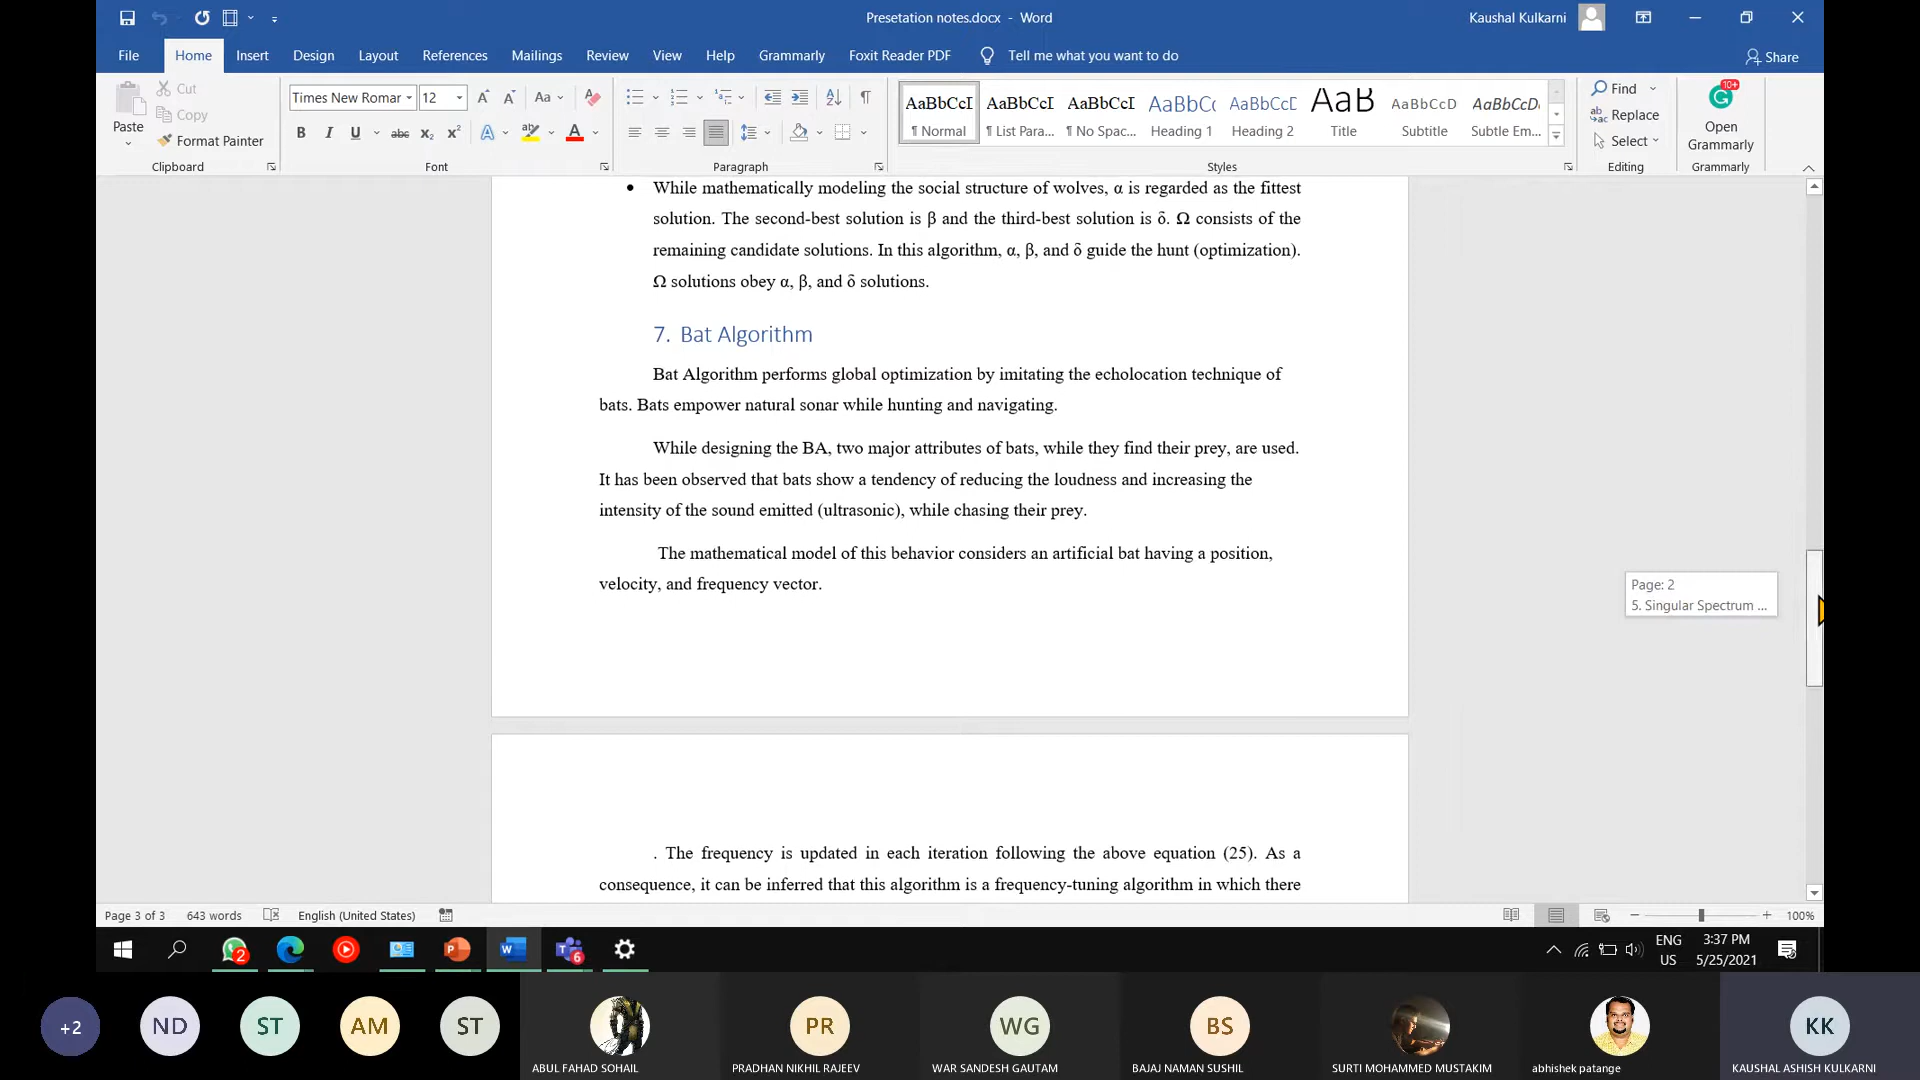 Presetation notes.docx - Word
Kaushal Kulkarni
File Home Insert Design Layout References Mailings Review View Help Grammarly Foxit Reader PDF Tell me what you want to do Share
Paste
Cut
Copy
Format Painter
Clipboard
Times New Romar 12
Font
Paragraph
AaBbCcI AaBbCcI AaBbCcI AaBbC AaBbCcD AaB AaBbCcD AaBbCcD
¶ Normal ¶ List Para... ¶ No Spac... Heading 1 Heading 2 Title Subtitle Subtle Em...
Styles
Find
Replace
Select
Editing
10+
Open
Grammarly
Grammarly
• While mathematically modeling the social structure of wolves, α is regarded as the fittest
solution. The second-best solution is β and the third-best solution is δ. Ω consists of the
remaining candidate solutions. In this algorithm, α, β, and δ guide the hunt (optimization).
Ω solutions obey α, β, and δ solutions.
7. Bat Algorithm
Bat Algorithm performs global optimization by imitating the echolocation technique of
bats. Bats empower natural sonar while hunting and navigating.
While designing the BA, two major attributes of bats, while they find their prey, are used.
It has been observed that bats show a tendency of reducing the loudness and increasing the
intensity of the sound emitted (ultrasonic), while chasing their prey.
The mathematical model of this behavior considers an artificial bat having a position,
velocity, and frequency vector.
Page: 2
5. Singular Spectrum ...
. The frequency is updated in each iteration following the above equation (25). As a
consequence, it can be inferred that this algorithm is a frequency-tuning algorithm in which there
Page 3 of 3 643 words English (United States) 100%
2 6
ENG
US
3:37 PM
5/25/2021
+2 ND ST AM ST PR WG BS KK
ABUL FAHAD SOHAIL PRADHAN NIKHIL RAJEEV WAR SANDESH GAUTAM BAJAJ NAMAN SUSHIL SURTI MOHAMMED MUSTAKIM abhishek patange KAUSHAL ASHISH KULKARNI